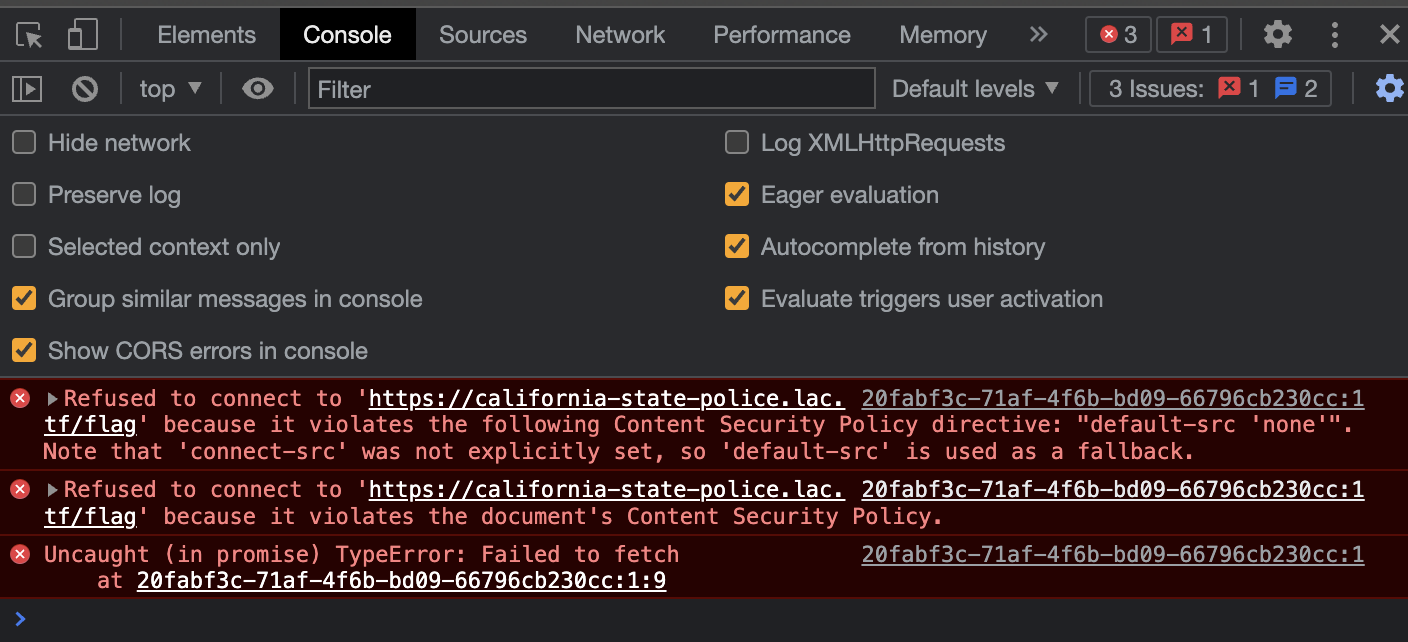 Elements Console Sources Network Performance Memory » 3 1
top ▼ Filter Default levels ▼ 3 Issues: 1 2
Hide network Log XMLHttpRequests
Preserve log Eager evaluation
Selected context only Autocomplete from history
Group similar messages in console Evaluate triggers user activation
Show CORS errors in console
▶Refused to connect to 'https://california-state-police.lac. 20fabf3c-71af-4f6b-bd09-66796cb230cc:1
tf/flag' because it violates the following Content Security Policy directive: "default-src 'none'".
Note that 'connect-src' was not explicitly set, so 'default-src' is used as a fallback.
▶Refused to connect to 'https://california-state-police.lac. 20fabf3c-71af-4f6b-bd09-66796cb230cc:1
tf/flag' because it violates the document's Content Security Policy.
Uncaught (in promise) TypeError: Failed to fetch 20fabf3c-71af-4f6b-bd09-66796cb230cc:1
at 20fabf3c-71af-4f6b-bd09-66796cb230cc:1:9